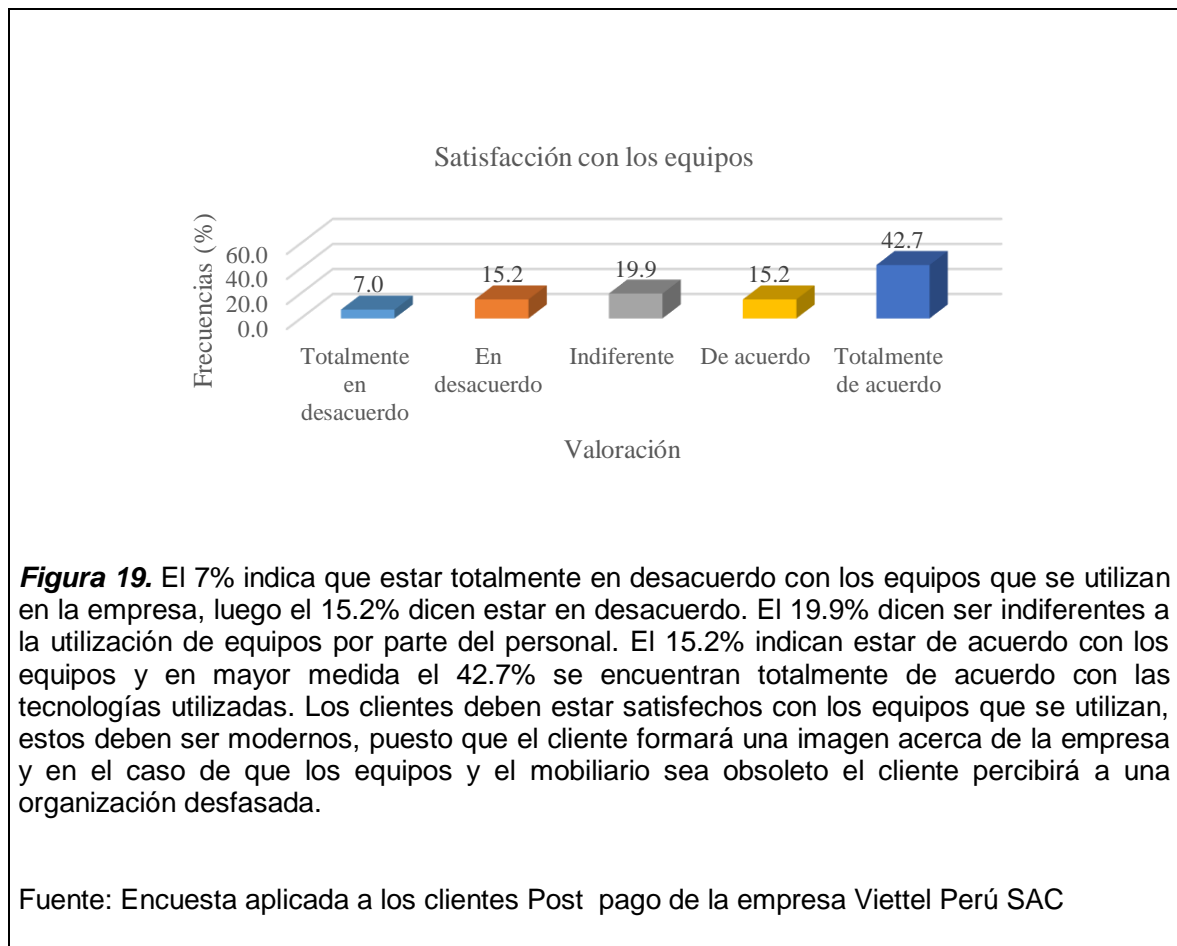 Satisfacción con los equipos
Frecuencias (%)
60.0
40.0
20.0
0.0
7.0
15.2
19.9
15.2
42.7
Totalmente
en
desacuerdo
En
desacuerdo
Indiferente
De acuerdo
Totalmente
de acuerdo
Valoración
Figura 19. El 7% indica que estar totalmente en desacuerdo con los equipos que se utilizan
en la empresa, luego el 15.2% dicen estar en desacuerdo. El 19.9% dicen ser indiferentes a
la utilización de equipos por parte del personal. El 15.2% indican estar de acuerdo con los
equipos y en mayor medida el 42.7% se encuentran totalmente de acuerdo con las
tecnologías utilizadas. Los clientes deben estar satisfechos con los equipos que se utilizan,
estos deben ser modernos, puesto que el cliente formará una imagen acerca de la empresa
y en el caso de que los equipos y el mobiliario sea obsoleto el cliente percibirá a una
organización desfasada.
Fuente: Encuesta aplicada a los clientes Post  pago de la empresa Viettel Perú SAC